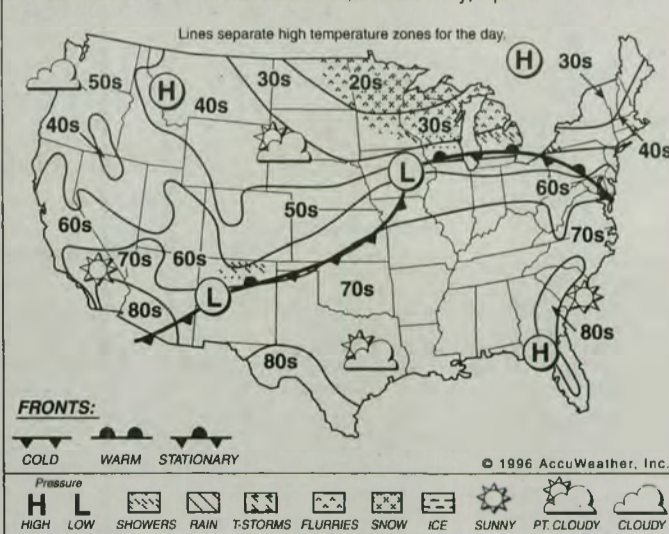 Lines separate high temperature zones for the day.
50s
H
40s
30s
20s
30s
H
30s
40s
40s
L
60s
50s
60s
70s
60s
70s
L
80s
70s
80s
80s
H
FRONTS:
COLD WARM STATIONARY
© 1996 AccuWeather, Inc.
Pressure
H L
HIGH LOW SHOWERS RAIN T-STORMS FLURRIES SNOW ICE SUNNY PT. CLOUDY CLOUDY